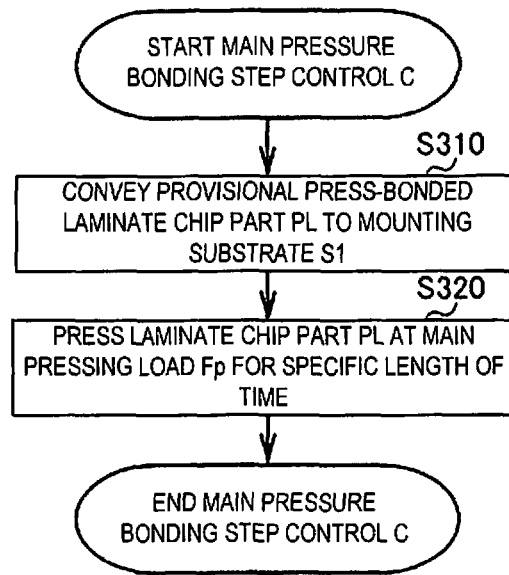 START MAIN PRESSURE
BONDING STEP CONTROL C
S310
CONVEY PROVISIONAL PRESS-BONDED
LAMINATE CHIP PART PL TO MOUNTING
SUBSTRATE S1
S320
PRESS LAMINATE CHIP PART PL AT MAIN
PRESSING LOAD Fp FOR SPECIFIC LENGTH OF
TIME
END MAIN PRESSURE
BONDING STEP CONTROL C